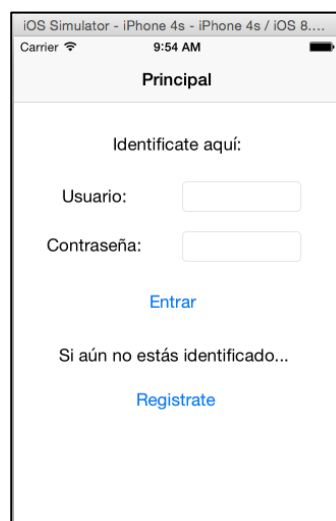 iOS Simulator - iPhone 4s - iPhone 4s / iOS 8....
Carrier 9:54 AM
Principal
Identificate aquí:
Usuario:
Contraseña:
Entrar
Si aún no estás identificado...
Registrate